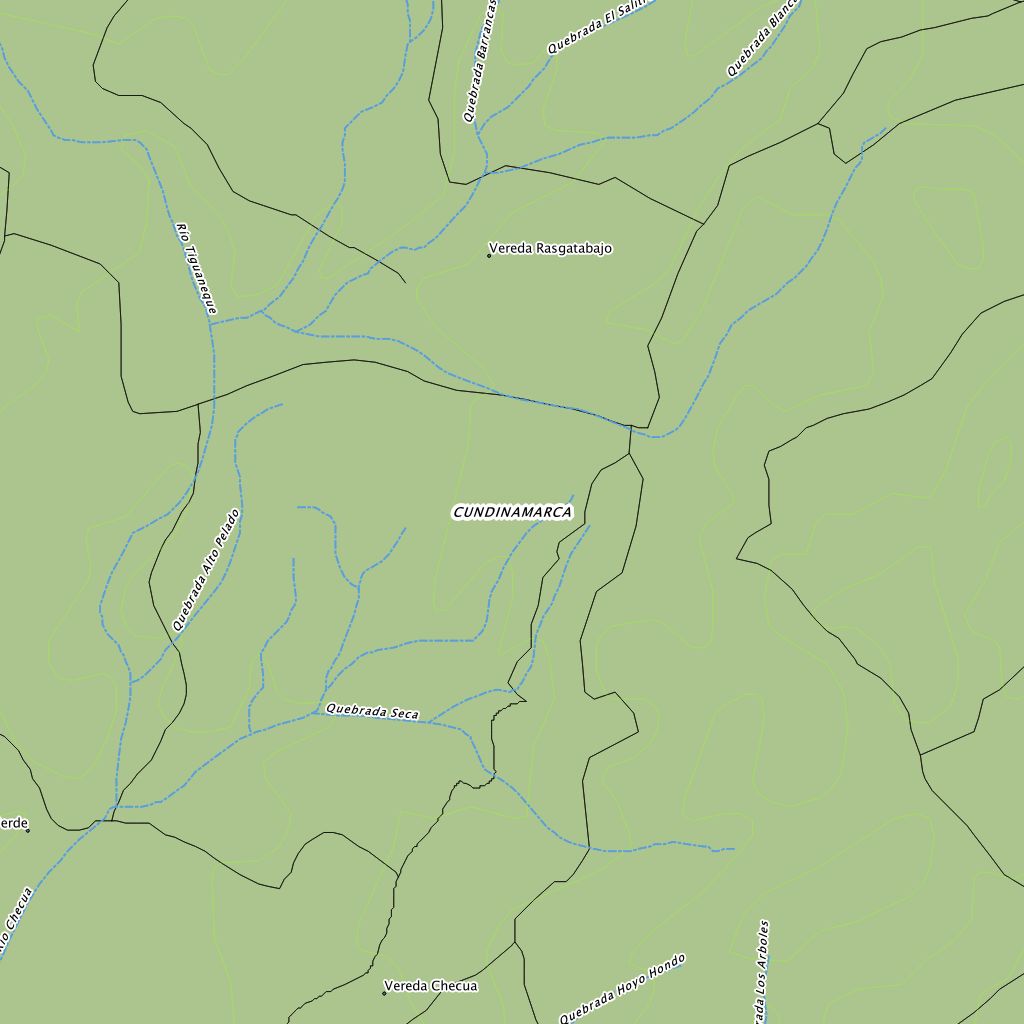 Quebrada Barrancas
Quebrada El Salitr
Quebrada Blanca
Río Tiguaneque
Vereda Rasgatabajo
CUNDINAMARCA
Quebrada Alto Pelado
Quebrada Seca
erde
Río Checua
Vereda Checua
Quebrada Hoyo Hondo
rada Los Arboles